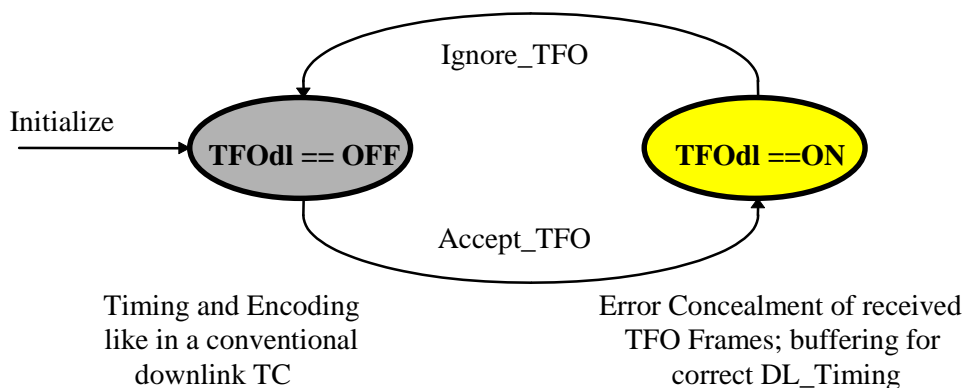 Ignore_TFO
Initialize
TFOdl == OFF
TFOdl ==ON
Accept_TFO
Timing and Encoding
like in a conventional
downlink TC
Error Concealment of received
TFO Frames; buffering for
correct DL_Timing